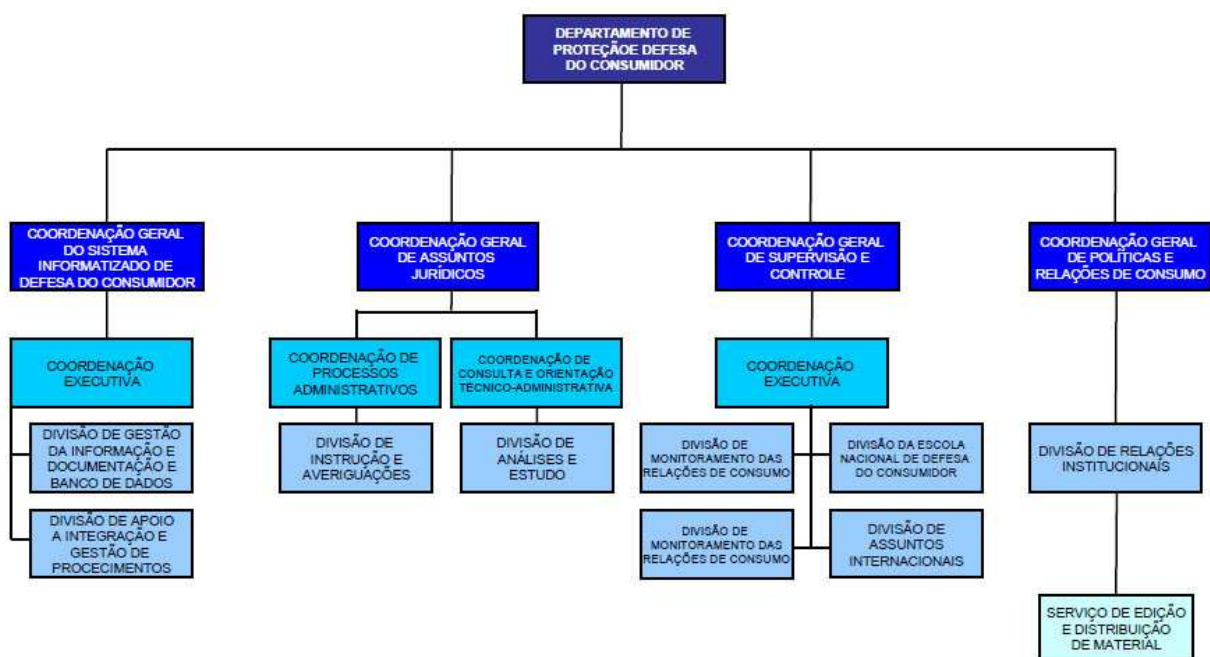 DEPARTAMENTO DE
PROTEÇÃOE DEFESA
DO CONSUMIDOR
COORDENAÇÃO GERAL
DO SISTEMA
INFORMATIZADO DE
DEFESA DO CONSUMIDOR
COORDENAÇÃO GERAL
DE ASSUNTOS
JURÍDICOS
COORDENAÇÃO GERAL
DE SUPERVISÃO E
CONTROLE
COORDENAÇÃO GERAL
DE POLÍTICAS E
RELAÇÕES DE CONSUMO
COORDENAÇÃO
EXECUTIVA
COORDENAÇÃO DE
PROCESSOS
ADMINISTRATIVOS
COORDENAÇÃO DE
CONSULTA E ORIENTAÇÃO
TÉCNICO-ADMINISTRATIVA
COORDENAÇÃO
EXECUTIVA
DIVISÃO DE GESTÃO
DA INFORMAÇÃO E
DOCUMENTAÇÃO E
BANCO DE DADOS
DIVISÃO DE
INSTRUÇÃO E
AVERIGUAÇÕES
DIVISÃO DE
ANÁLISES E
ESTUDO
DIVISÃO DE
MONITORAMENTO DAS
RELAÇÕES DE CONSUMO
DIVISÃO DA ESCOLA
NACIONAL DE DEFESA
DO CONSUMIDOR
DIVISÃO DE RELAÇÕES
INSTITUCIONAIS
DIVISÃO DE APOIO
A INTEGRAÇÃO E
GESTÃO DE
PROCECIMENTOS
DIVISÃO DE
MONITORAMENTO DAS
RELAÇÕES DE CONSUMO
DIVISÃO DE
ASSUNTOS
INTERNACIONAIS
SERVIÇO DE EDIÇÃO
E DISTRIBUIÇÃO
DE MATERIAL